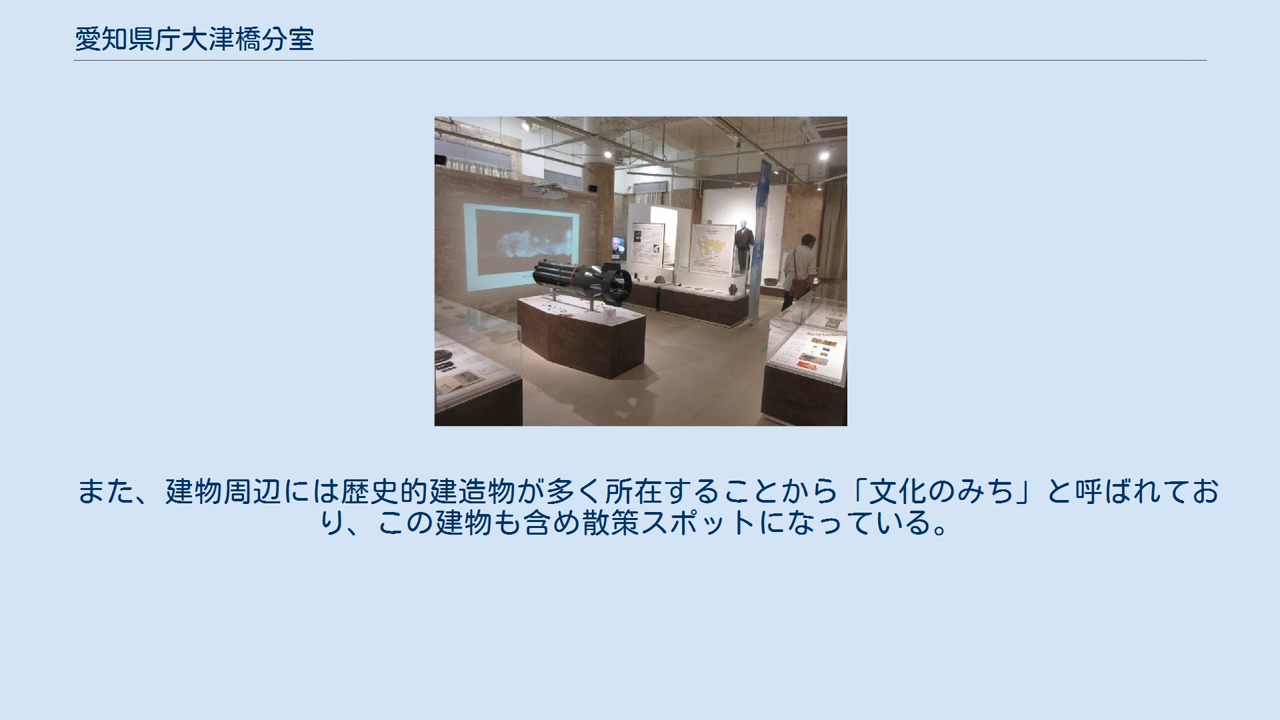 愛知県庁大津橋分室
また、建物周辺には歴史的建造物が多く所在することから「文化のみち」と呼ばれてお
り、この建物も含め散策スポットになっている。